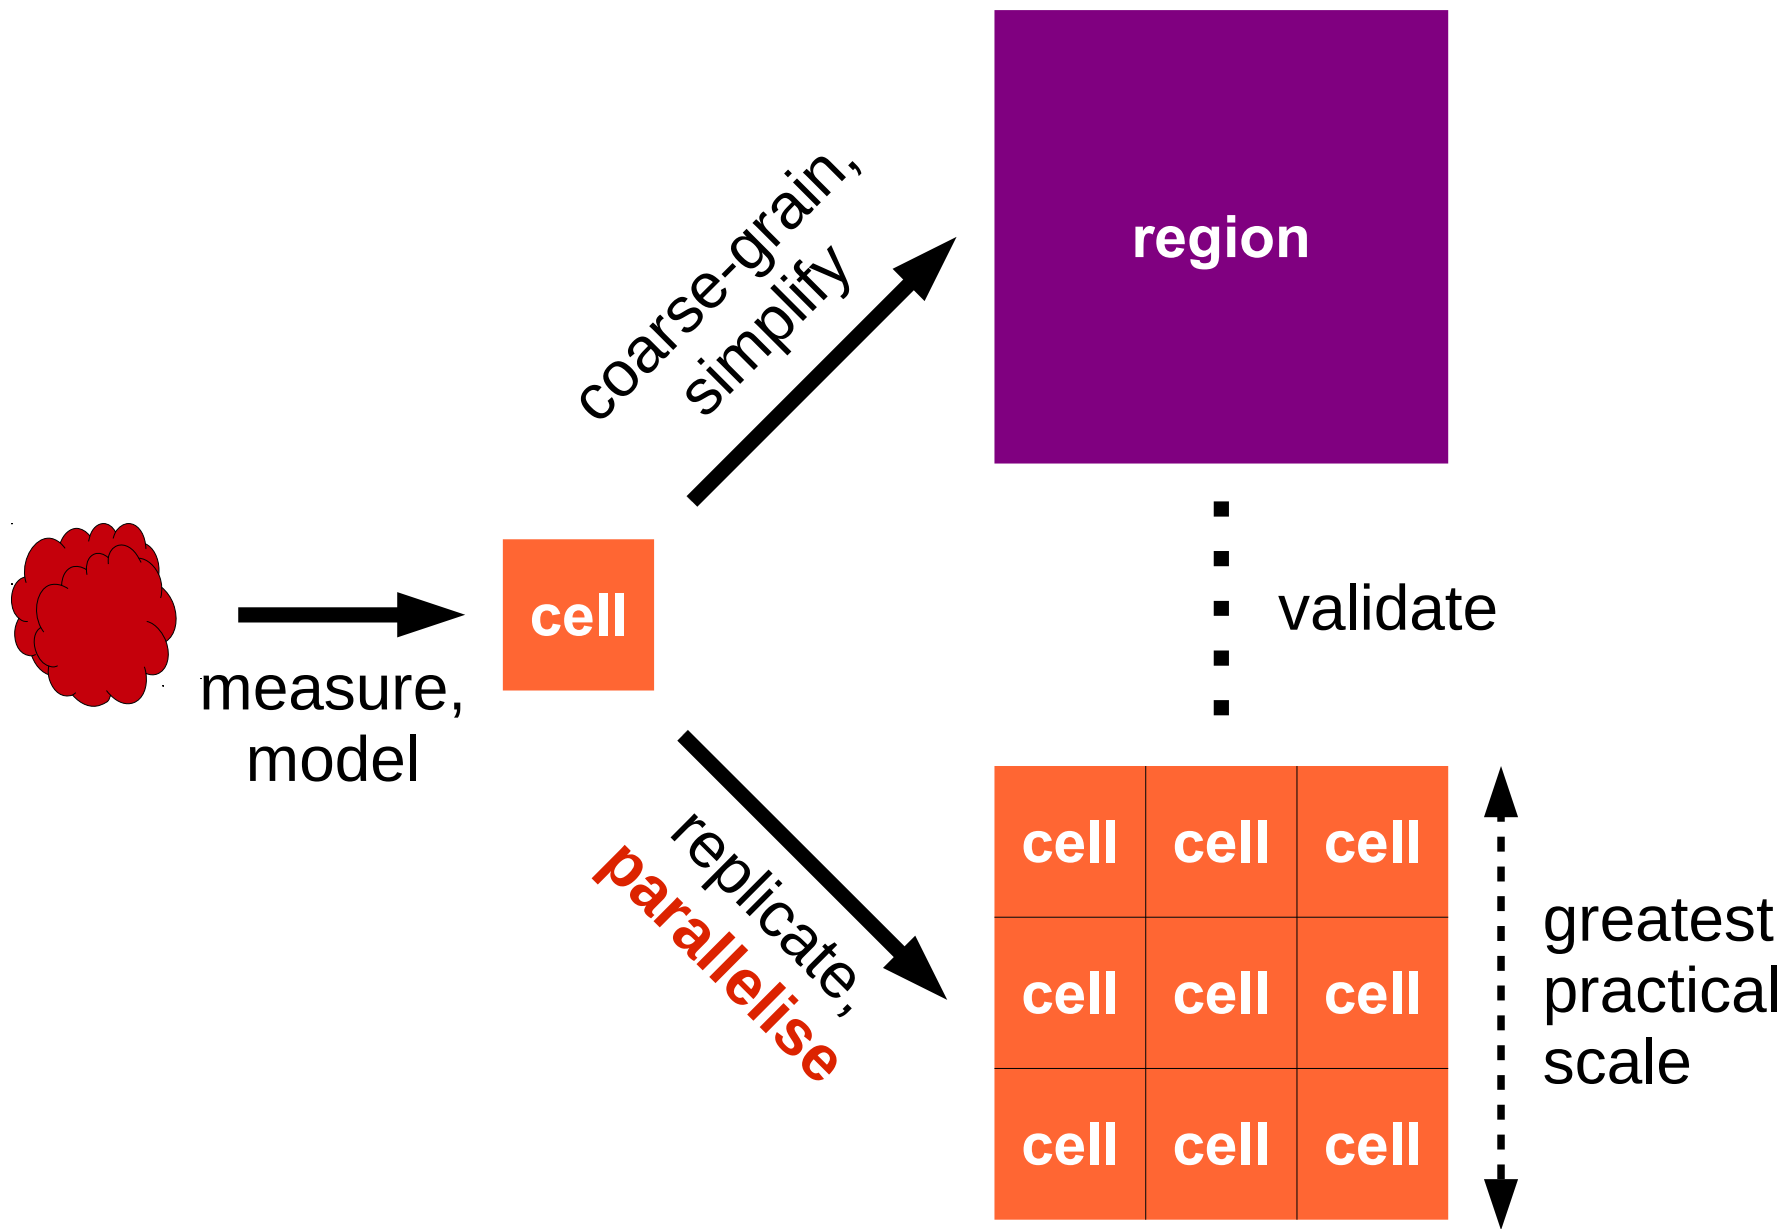 measure,
model
cell
coarse-grain,
simplify
region
validate
replicate,
parallelise
cell cell cell
cell cell cell
cell cell cell
greatest
practical
scale